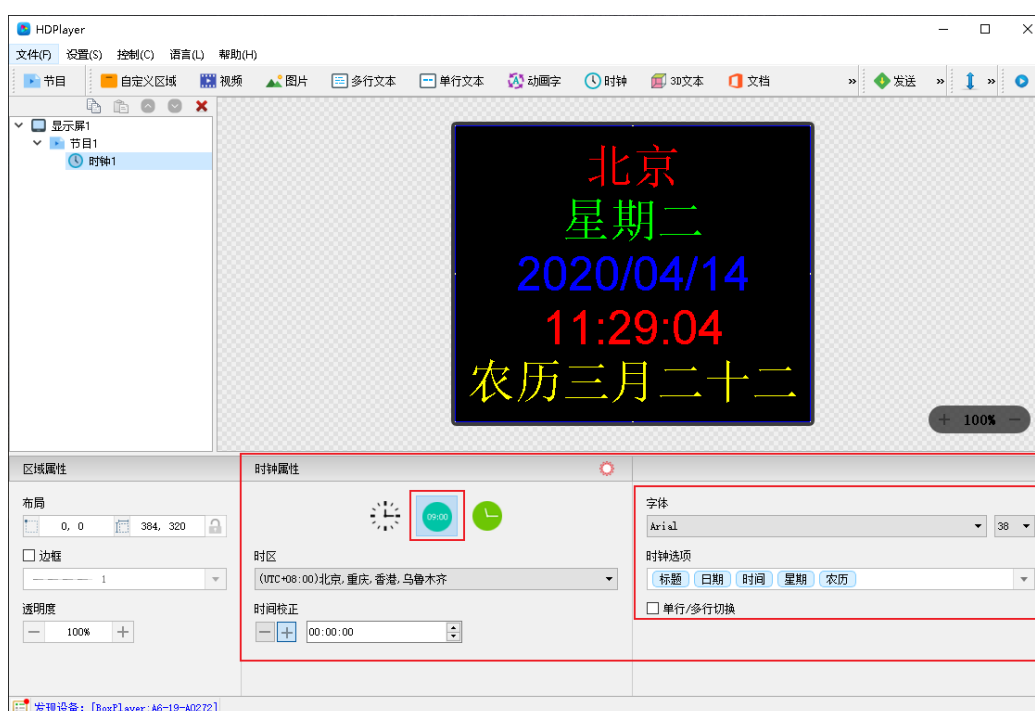 HDPlayer
文件(F) 设置(S) 控制(C) 语言(L) 帮助(H)
节目 自定义区域 视频 图片 多行文本 单行文本 动画字 时钟 3D文本 文档 » 发送 » »
显示屏1
节目1
时钟1
北京
星期二
2020/04/14
11:29:04
农历三月二十二
+ 100% −
区域属性 时钟属性
布局
0, 0 384, 320
边框
1
透明度
100%
09:00
时区
(UTC+08:00)北京,重庆,香港,乌鲁木齐
时间校正
00:00:00
字体
Arial 38
时钟选项
标题 日期 时间 星期 农历
单行/多行切换
发现设备: [BoxPlayer:A6-19-A0272]